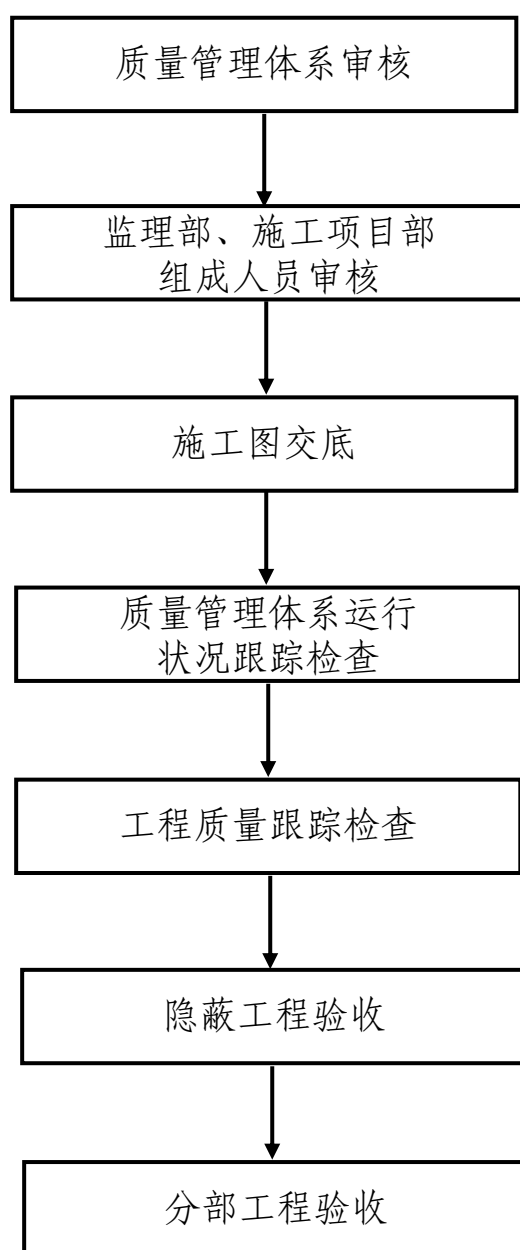 质量管理体系审核
监理部、施工项目部
组成人员审核
施工图交底
质量管理体系运行
状况跟踪检查
工程质量跟踪检查
隐蔽工程验收
分部工程验收